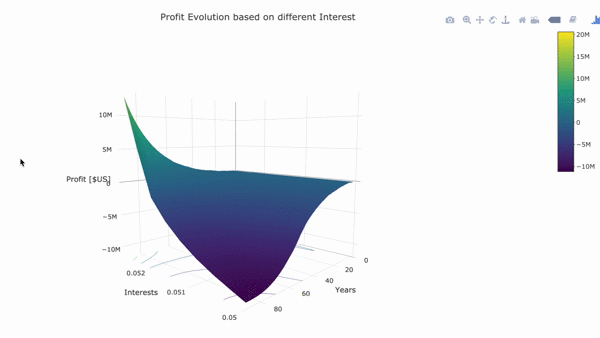 Profit Evolution based on different Interest
20M
15M
10M
5M
0
−5M
−10M
10M
5M
Profit [$US]
0
−5M
−10M
0.052
Interests
0.051
0.05
0
20
40
60
80
Years